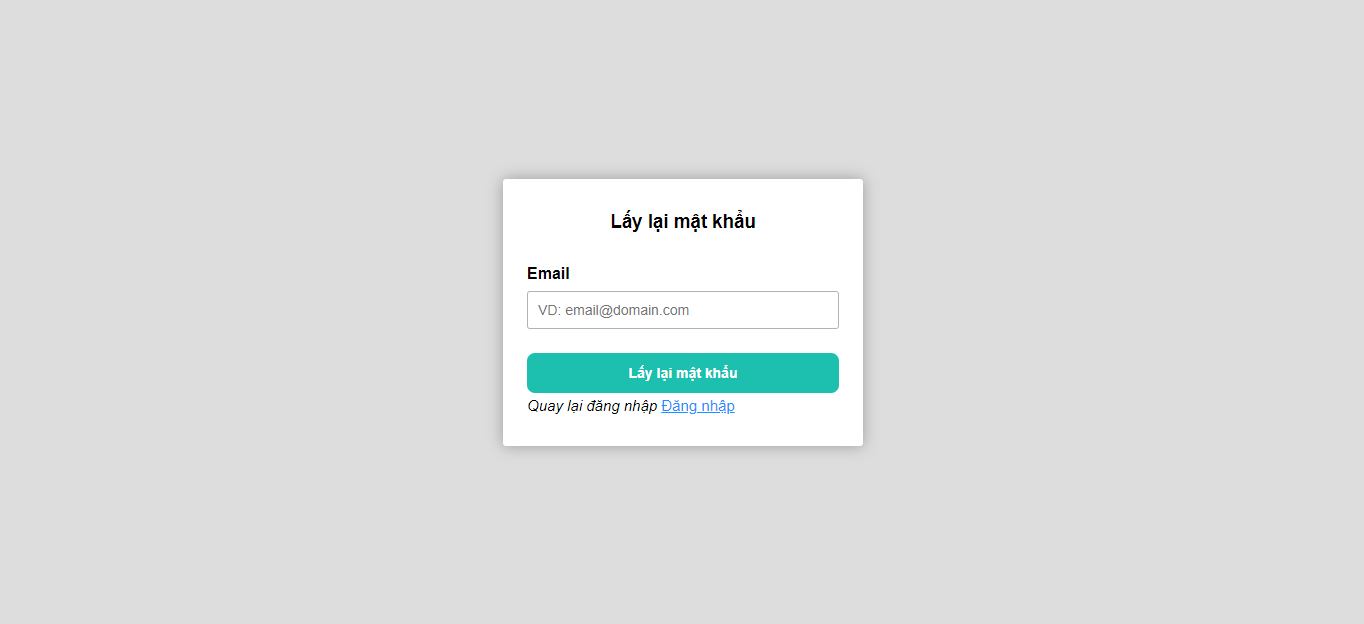 Lấy lại mật khẩu
Email
VD: email@domain.com
Lấy lại mật khẩu
Quay lại đăng nhập Đăng nhập